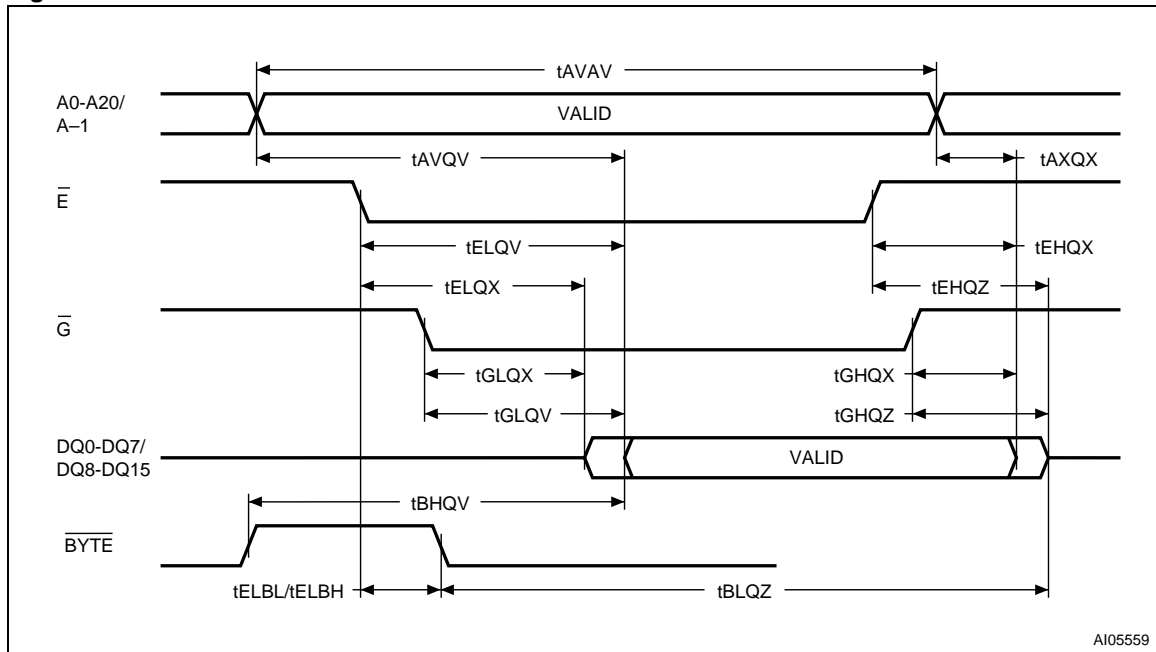 tAVAV
A0-A20/
A–1
VALID
tAVQV
tAXQX
E
tELQV
tEHQX
tELQX
tEHQZ
G
tGLQX
tGHQX
tGLQV
tGHQZ
DQ0-DQ7/
DQ8-DQ15
VALID
tBHQV
BYTE
tELBL/tELBH
tBLQZ
AI05559